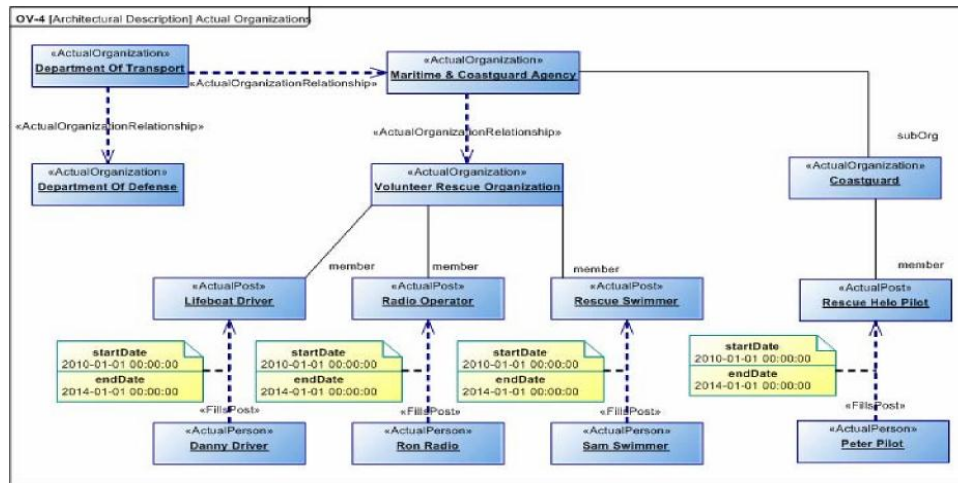 OV-4 [Architectural Description] Actual Organizations
«ActualOrganization»
Department Of Transport
«ActualOrganizationRelationship»
«ActualOrganization»
Maritime & Coastguard Agency
«ActualOrganizationRelationship»
«ActualOrganizationRelationship»
subOrg
«ActualOrganization»
Department Of Defense
«ActualOrganization»
Volunteer Rescue Organization
«ActualOrganization»
Coastguard
member
member
member
member
«ActualPost»
Lifeboat Driver
«ActualPost»
Radio Operator
«ActualPost»
Rescue Swimmer
«ActualPost»
Rescue Helo Pilot
startDate
2010-01-01 00:00:00
endDate
2014-01-01 00:00:00
startDate
2010-01-01 00:00:00
endDate
2014-01-01 00:00:00
startDate
2010-01-01 00:00:00
endDate
2014-01-01 00:00:00
startDate
2010-01-01 00:00:00
endDate
2014-01-01 00:00:00
«FillsPost»
«FillsPost»
«FillsPost»
«FillsPost»
«ActualPerson»
Danny Driver
«ActualPerson»
Ron Radio
«ActualPerson»
Sam Swimmer
«ActualPerson»
Peter Pilot